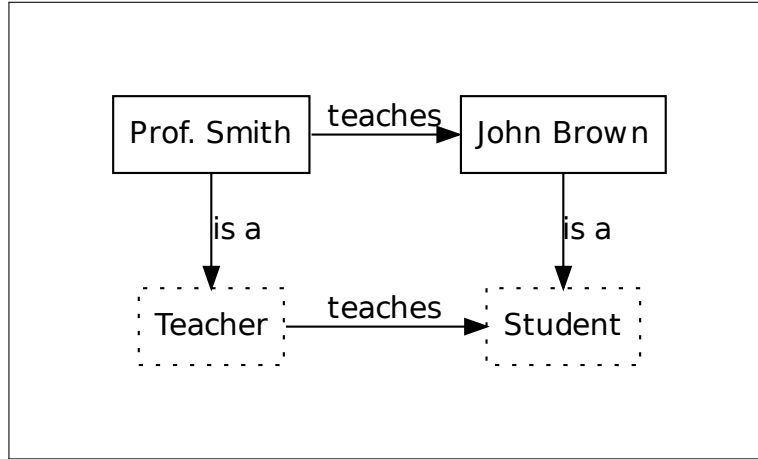 teaches
Prof. Smith
John Brown
is a
is a
teaches
Teacher
Student